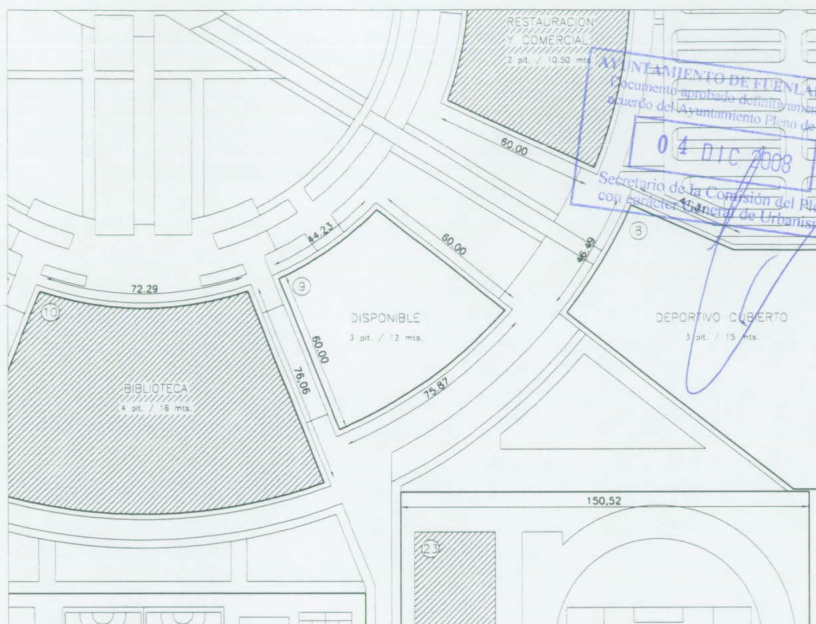 RESTAURACION
Y COMERCIAL
2 plt. / 10.50 mts.
AYUNTAMIENTO DE FUENLA
Documento aprobado definitivamen
acuerdo del Ayuntamiento Pleno de
04 DIC 2008
Secretario de la Comisión del Ple
con carácter General de Urbanis
60.00
44.23
60.00
46.49
8
72.29
9
10
DISPONIBLE
3 plt. / 12 mts.
DEPORTIVO CUBIERTO
3 plt. / 15 mts.
60.00
76.06
75.87
BIBLIOTECA
4 plt. / 16 mts.
150,52